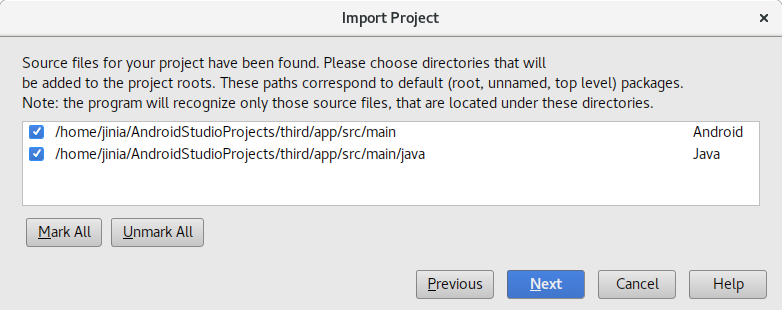 Import Project
Source files for your project have been found. Please choose directories that will
be added to the project roots. These paths correspond to default (root, unnamed, top level) packages.
Note: the program will recognize only those source files, that are located under these directories.
/home/jinia/AndroidStudioProjects/third/app/src/main Android
/home/jinia/AndroidStudioProjects/third/app/src/main/java Java
Mark All Unmark All
Previous Next Cancel Help